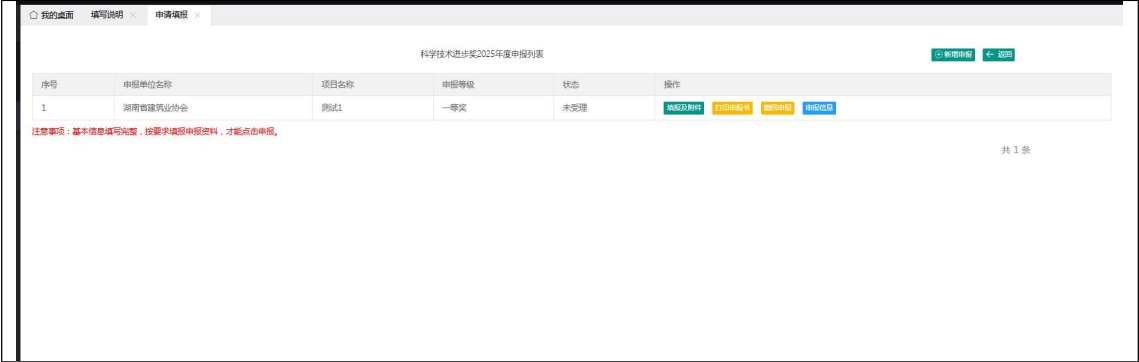 我的桌面 填写说明 × 申请填报 ×
科学技术进步奖2025年度申报列表
新增申报 返回
序号 申报单位名称 项目名称 申报等级 状态 操作
1 湖南省建筑业协会 测试1 一等奖 未受理 填报及附件 打印申报书 撤回申报 申报信息
注意事项：基本信息填写完整，按要求填报申报资料，才能点击申报。
共 1 条